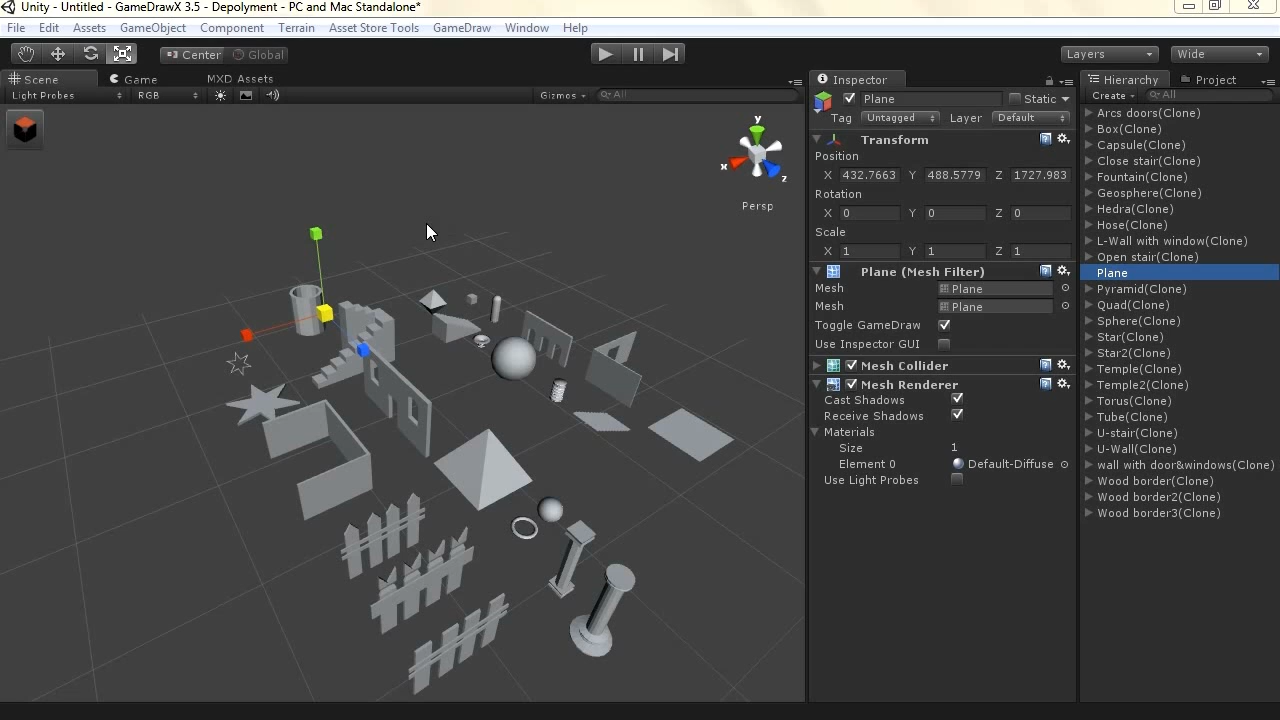 Unity - Untitled - GameDrawX 3.5 - Depolyment - PC and Mac Standalone*
File Edit Assets GameObject Component Terrain Asset Store Tools GameDraw Window Help
Center Global Layers Wide
Scene Game MXD Assets
Light Probes RGB Gizmos All
y
x
z
Persp
Inspector
Plane Static
Tag Untagged Layer Default
Transform
Position
X 432.7663 Y 488.5779 Z 1727.983
Rotation
X 0 Y 0 Z 0
Scale
X 1 Y 1 Z 1
Plane (Mesh Filter)
Mesh Plane
Mesh Plane
Toggle GameDraw
Use Inspector GUI
Mesh Collider
Mesh Renderer
Cast Shadows
Receive Shadows
Materials
Size 1
Element 0 Default-Diffuse
Use Light Probes
Hierarchy Project
Create All
Arcs doors(Clone)
Box(Clone)
Capsule(Clone)
Close stair(Clone)
Fountain(Clone)
Geosphere(Clone)
Hedra(Clone)
Hose(Clone)
L-Wall with window(Clone)
Open stair(Clone)
Plane
Pyramid(Clone)
Quad(Clone)
Sphere(Clone)
Star(Clone)
Star2(Clone)
Temple(Clone)
Temple2(Clone)
Torus(Clone)
Tube(Clone)
U-stair(Clone)
U-Wall(Clone)
wall with door&windows(Clone)
Wood border(Clone)
Wood border2(Clone)
Wood border3(Clone)